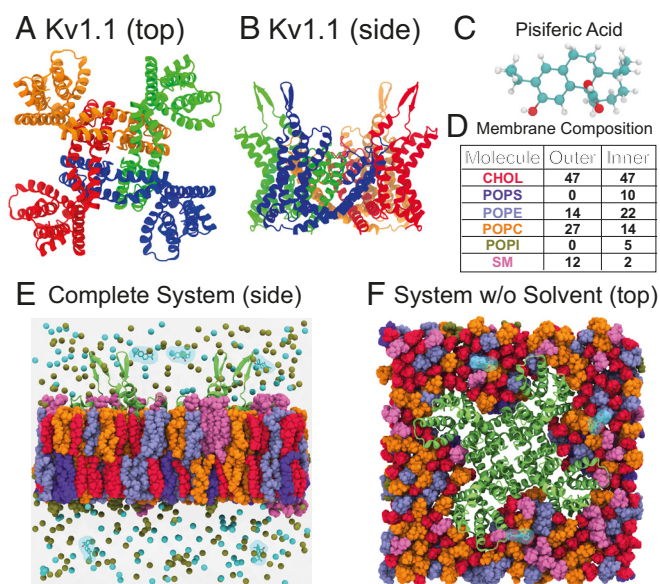 A Kv1.1 (top)
B Kv1.1 (side)
C Pisiferic Acid
D Membrane Composition
Molecule Outer Inner
CHOL 47 47
POPS 0 10
POPE 14 22
POPC 27 14
POPI 0 5
SM 12 2
E Complete System (side)
F System w/o Solvent (top)